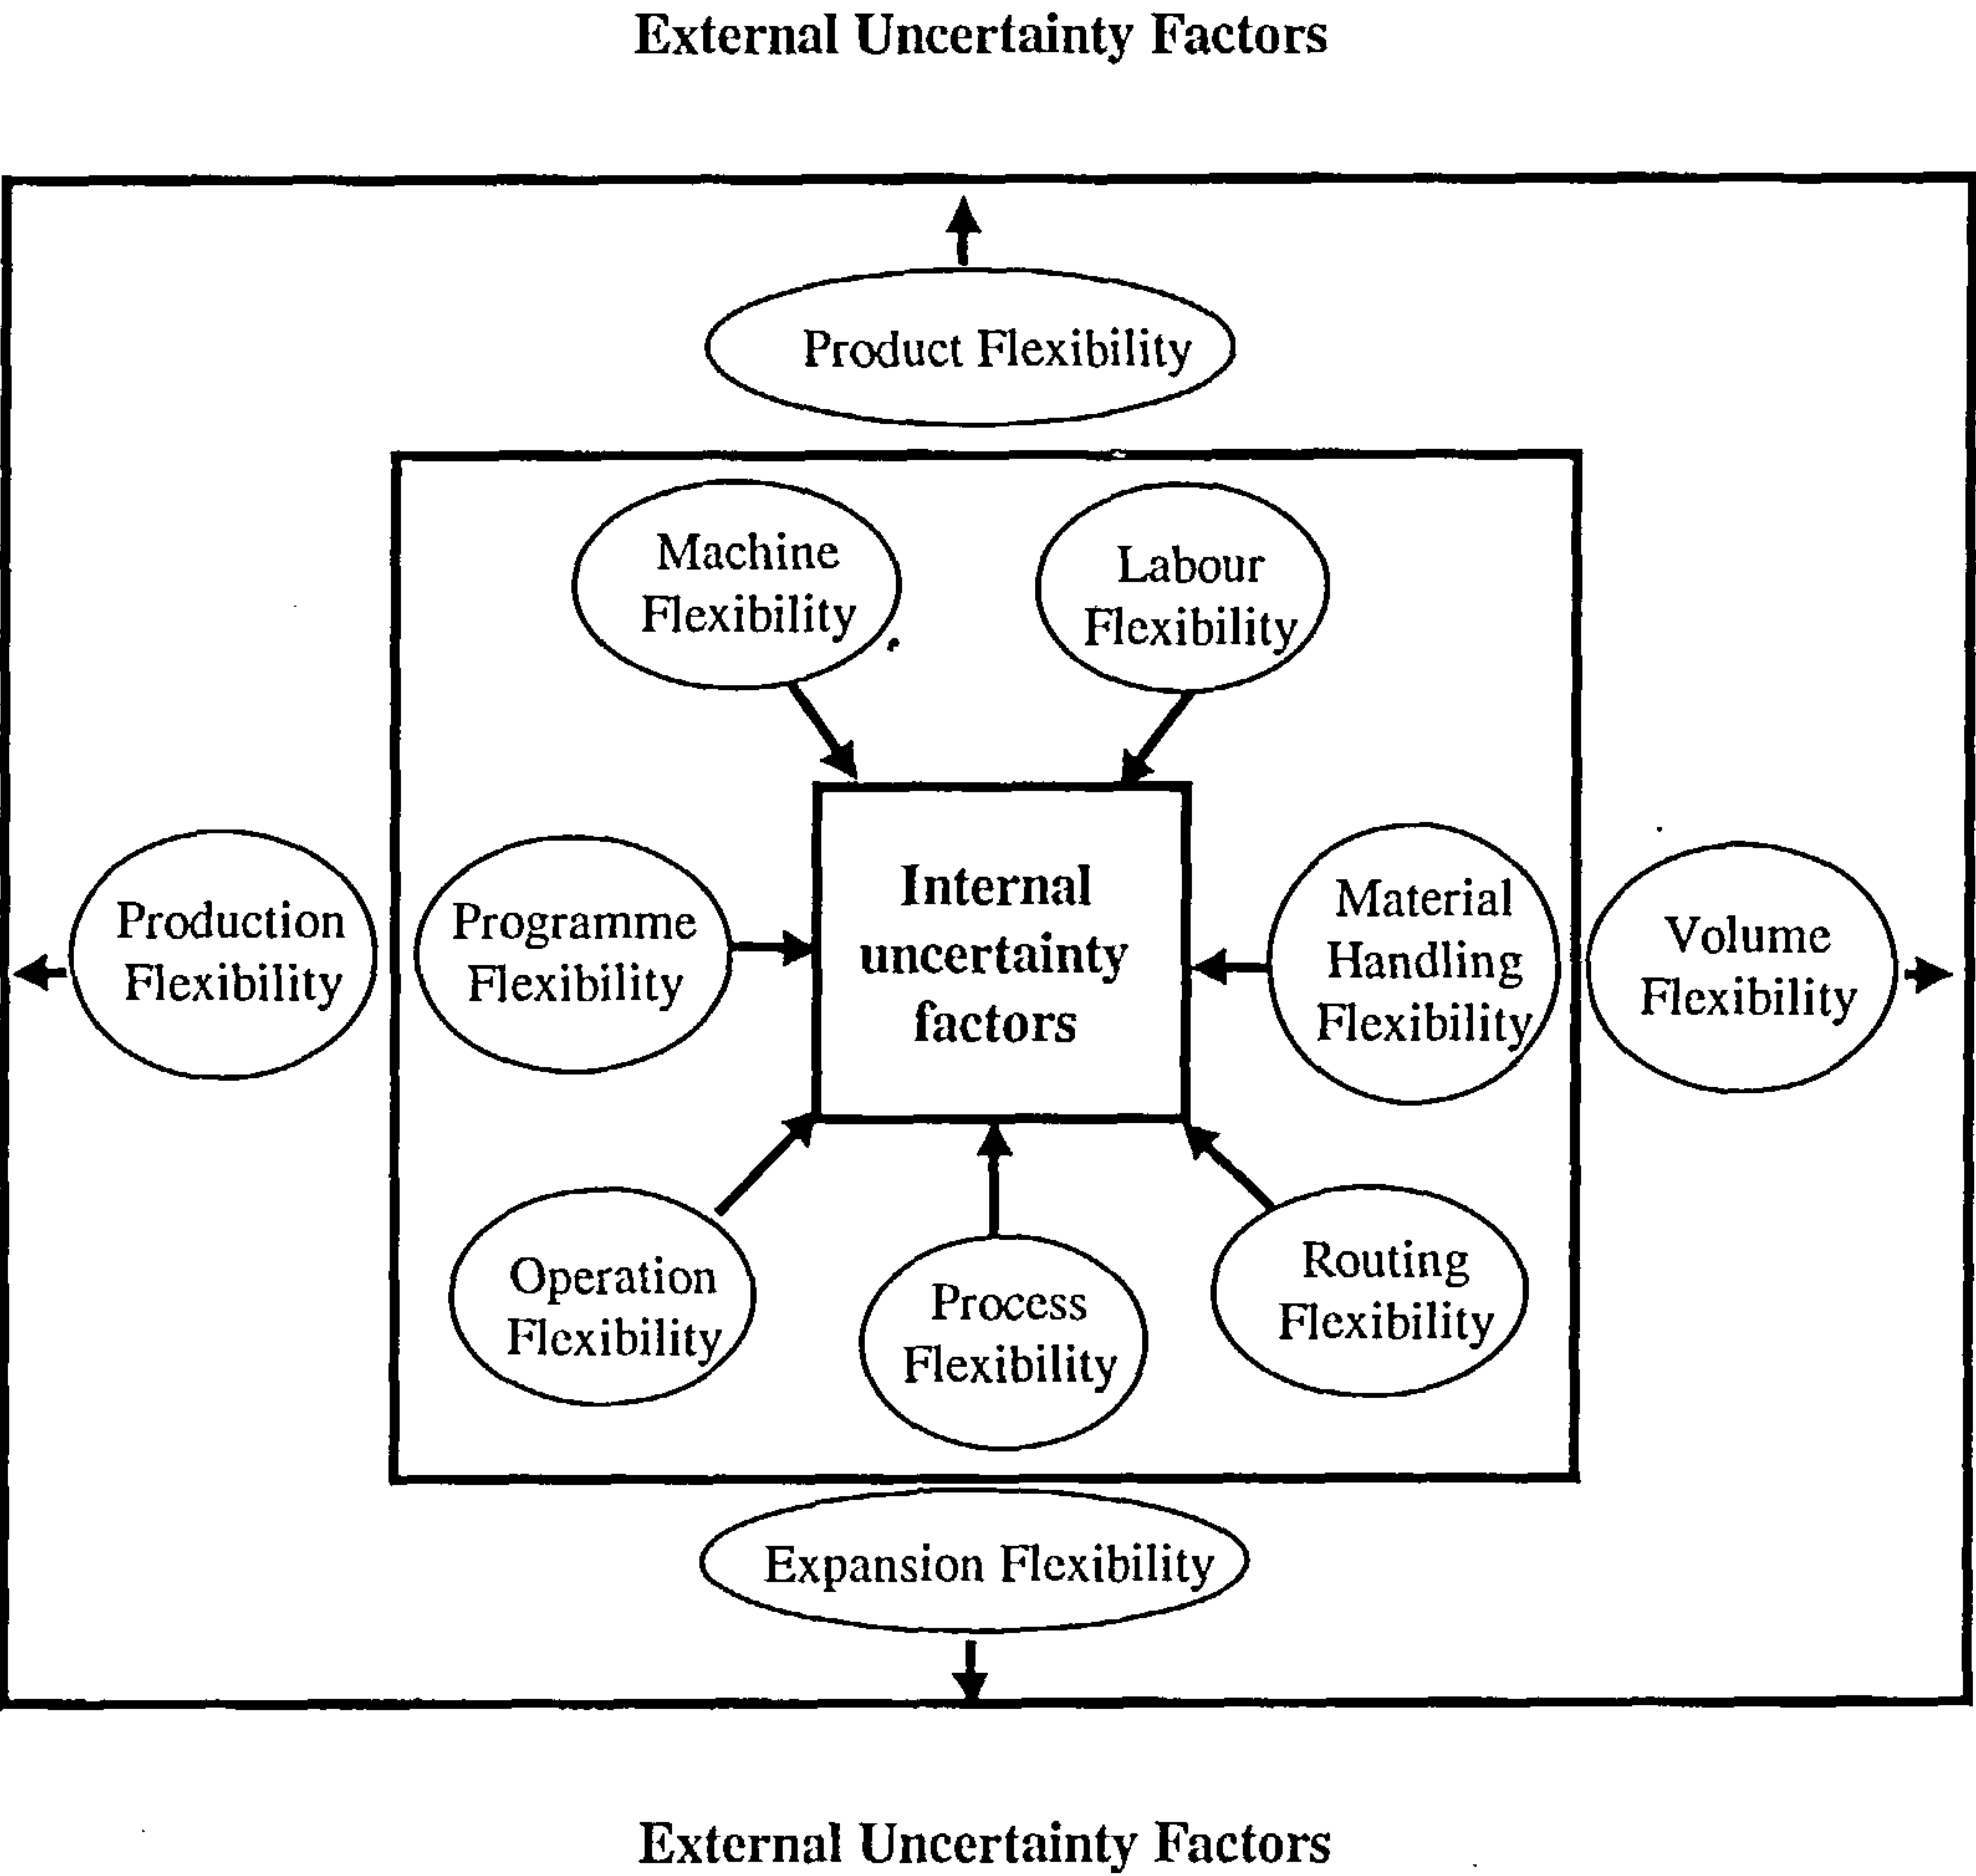 External Uncertainty Factors
Product Flexibility
Machine
Flexibility
Labour
Flexibility
Production
Flexibility
Programme
Flexibility
Internal
uncertainty
factors
Material
Handling
Flexibility
Volume
Flexibility
Operation
Flexibility
Process
Flexibility
Routing
Flexibility
Expansion Flexibility
External Uncertainty Factors